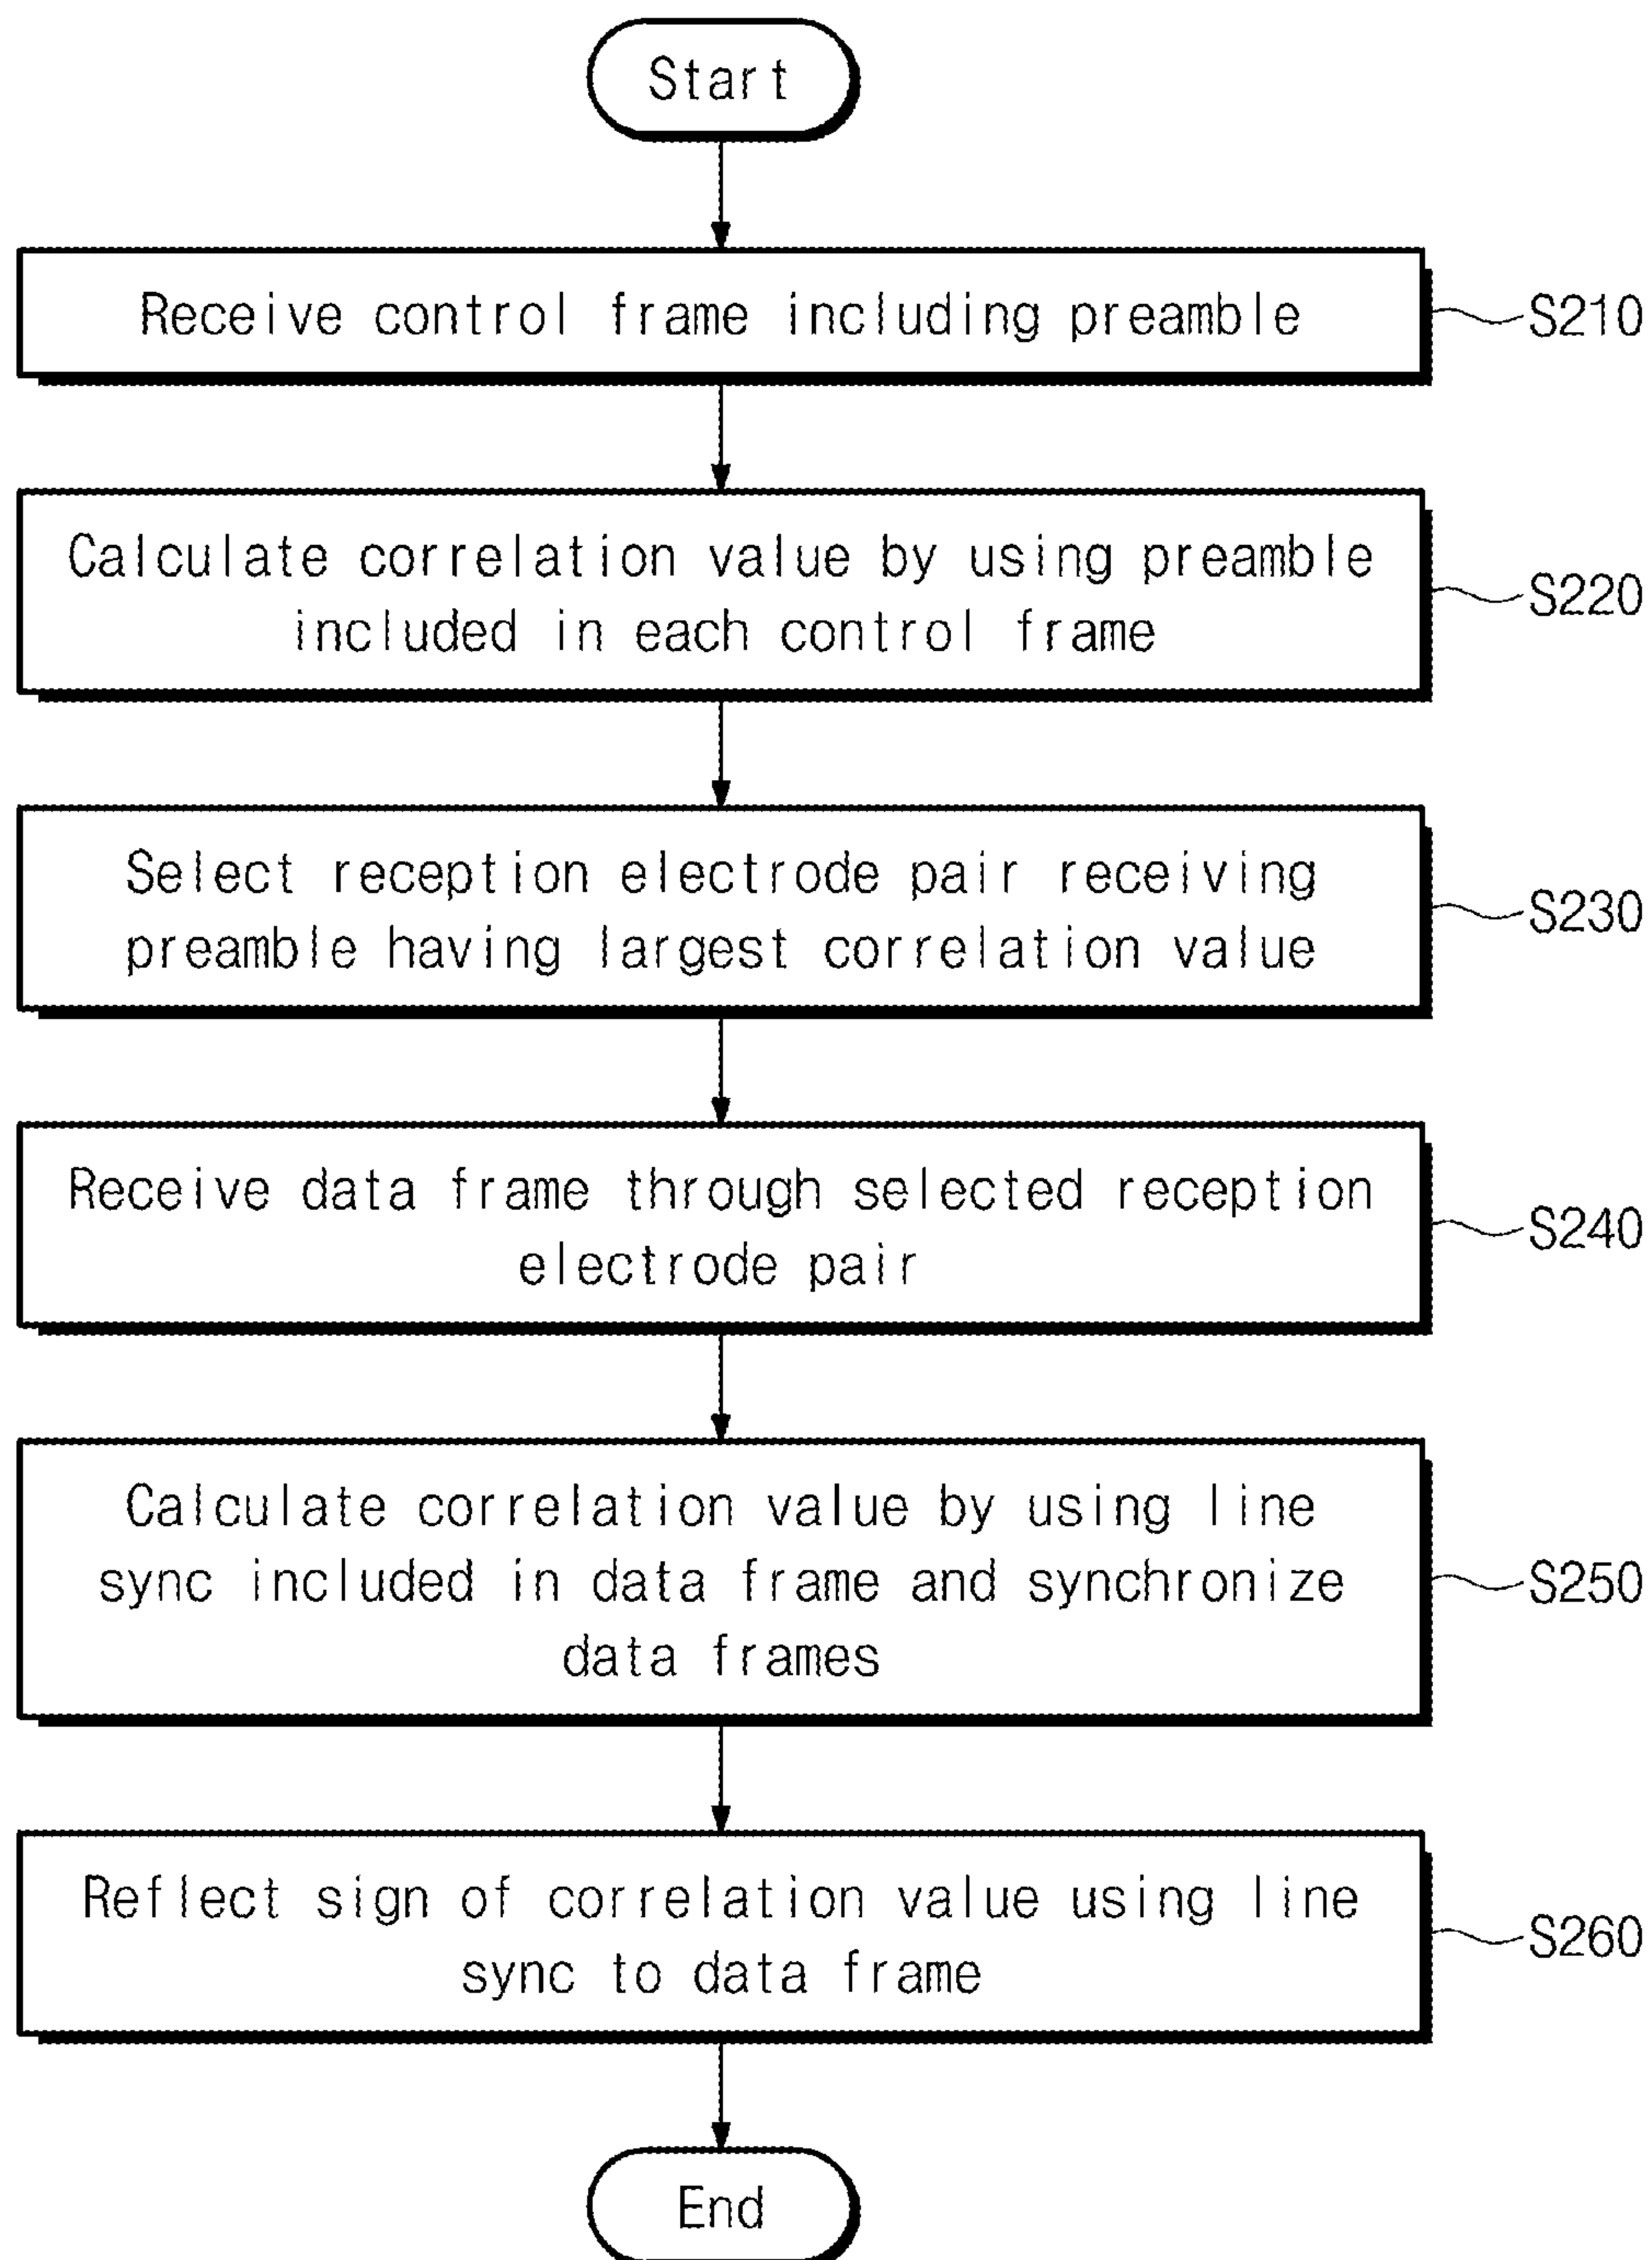 Start
Receive control frame including preamble
S210
Calculate correlation value by using preamble
included in each control frame
S220
Select reception electrode pair receiving
preamble having largest correlation value
S230
Receive data frame through selected reception
electrode pair
S240
Calculate correlation value by using line
sync included in data frame and synchronize
data frames
S250
Reflect sign of correlation value using line
sync to data frame
S260
End